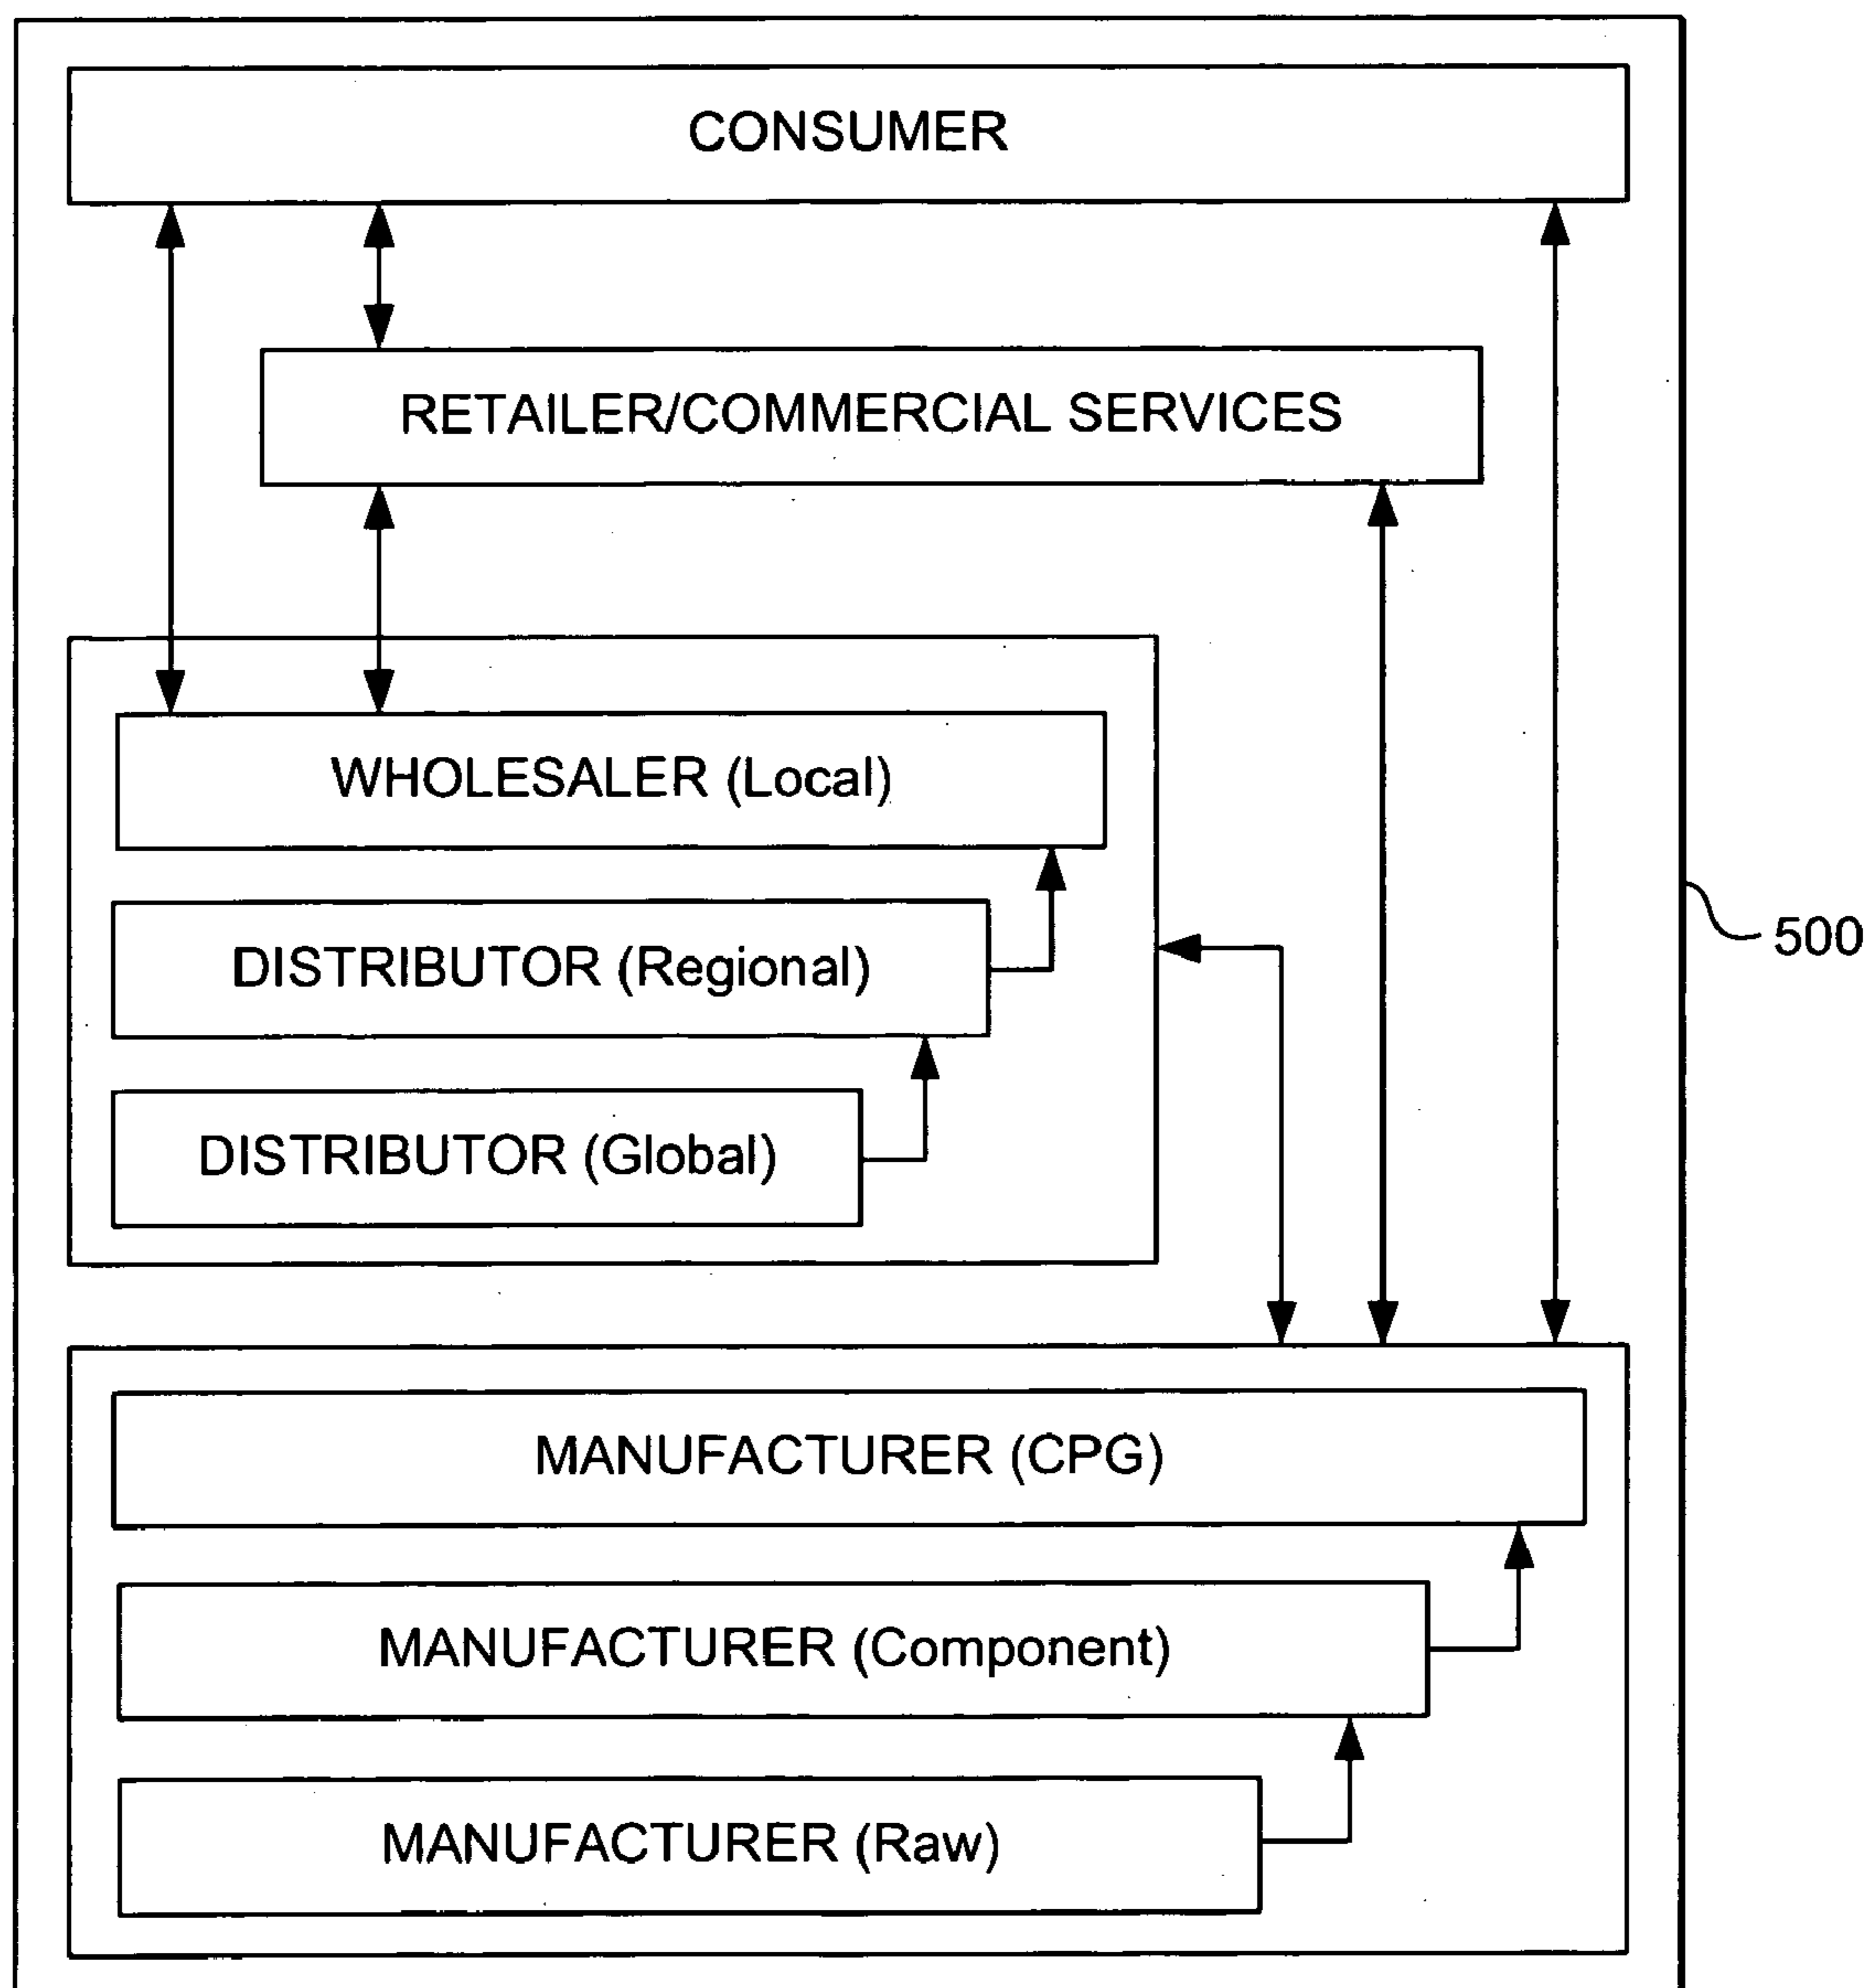 CONSUMER
RETAILER/COMMERCIAL SERVICES
WHOLESALER (Local)
DISTRIBUTOR (Regional)
500
DISTRIBUTOR (Global)
MANUFACTURER (CPG)
MANUFACTURER (Component)
MANUFACTURER (Raw)